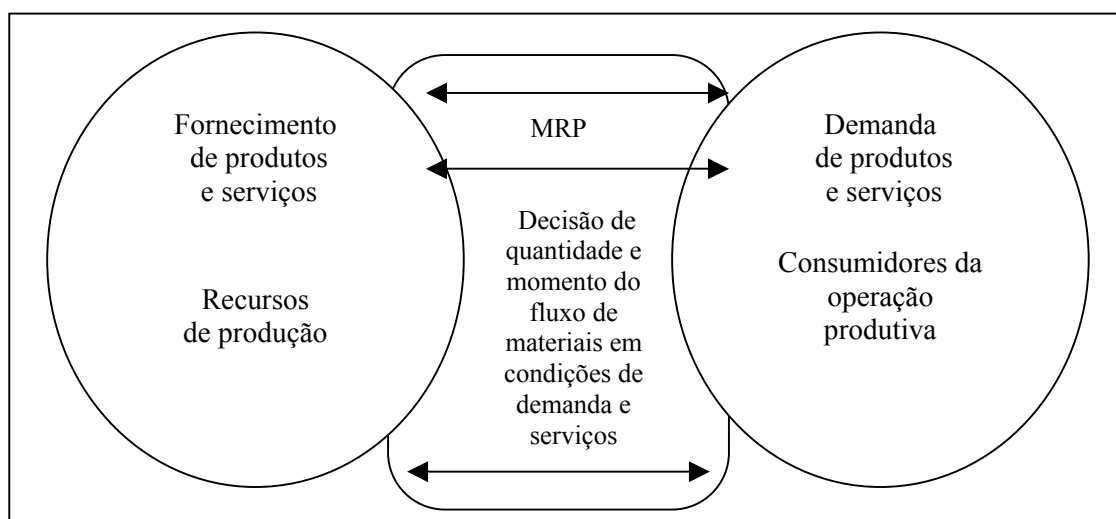 Fornecimento
de produtos
e serviços
Recursos
de produção
MRP
Decisão de
quantidade e
momento do
fluxo de
materiais em
condições de
demanda e
serviços
Demanda
de produtos
e serviços
Consumidores da
operação
produtiva